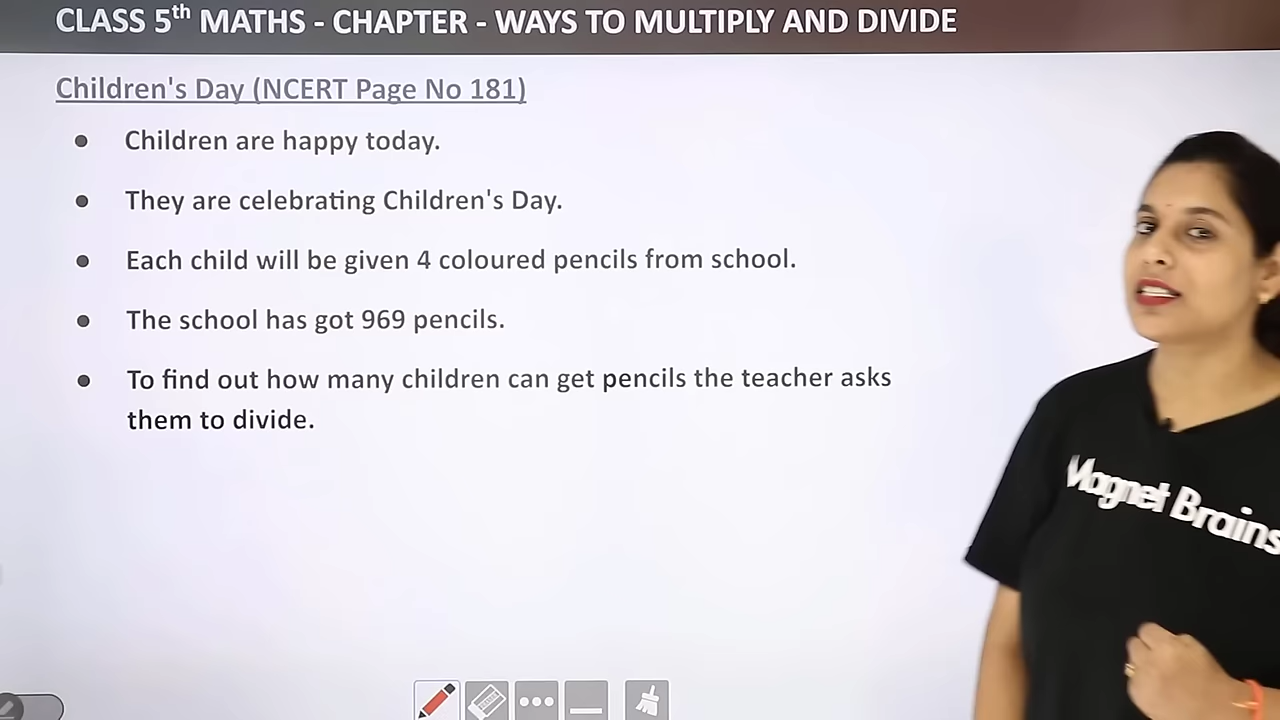 CLASS 5th MATHS - CHAPTER - WAYS TO MULTIPLY AND DIVIDE
Children's Day (NCERT Page No 181)
● Children are happy today.
● They are celebrating Children's Day.
● Each child will be given 4 coloured pencils from school.
● The school has got 969 pencils.
● To find out how many children can get pencils the teacher asks
them to divide.
Magnet Brains